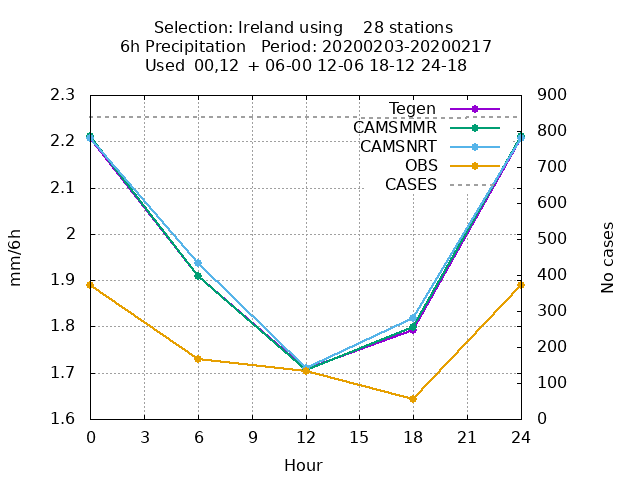 Selection: Ireland using    28 stations
6h Precipitation   Period: 20200203-20200217
Used  00,12  + 06-00 12-06 18-12 24-18
2.3
2.2
2.1
2
1.9
1.8
1.7
1.6
mm/6h
900
800
700
600
500
400
300
200
100
0
No cases
Tegen
CAMSMMR
CAMSNRT
OBS
CASES
0 3 6 9 12 15 18 21 24
Hour